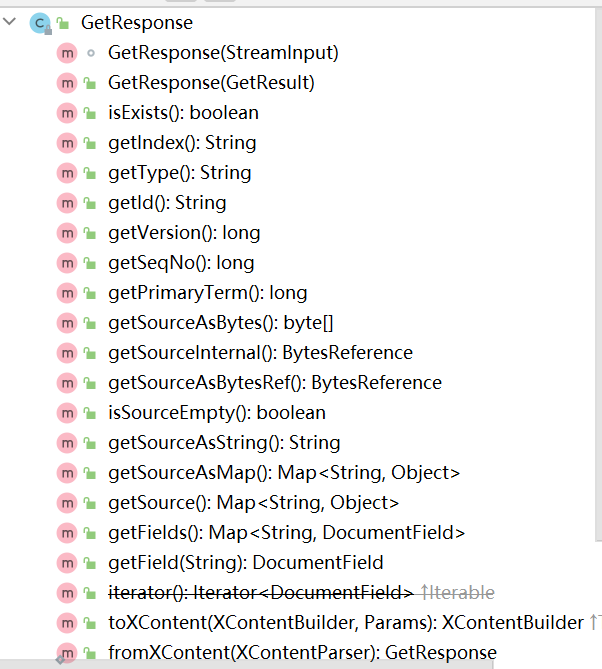 GetResponse
GetResponse(StreamInput)
GetResponse(GetResult)
isExists(): boolean
getIndex(): String
getType(): String
getId(): String
getVersion(): long
getSeqNo(): long
getPrimaryTerm(): long
getSourceAsBytes(): byte[]
getSourceInternal(): BytesReference
getSourceAsBytesRef(): BytesReference
isSourceEmpty(): boolean
getSourceAsString(): String
getSourceAsMap(): Map<String, Object>
getSource(): Map<String, Object>
getFields(): Map<String, DocumentField>
getField(String): DocumentField
iterator(): Iterator<DocumentField> ↑Iterable
toXContent(XContentBuilder, Params): XContentBuilder ↑
fromXContent(XContentParser): GetResponse